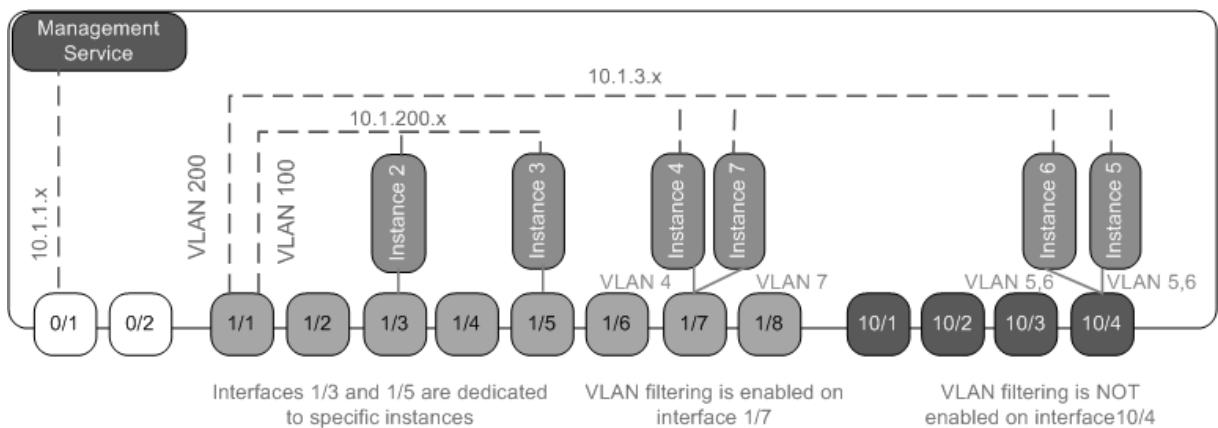 Management
Service
10.1.3.x
10.1.200.x
10.1.1.x
VLAN 200
VLAN 100
Instance 2
Instance 3
Instance 4
Instance 7
Instance 6
Instance 5
VLAN 4
VLAN 7
VLAN 5,6
VLAN 5,6
0/1
0/2
1/1
1/2
1/3
1/4
1/5
1/6
1/7
1/8
10/1
10/2
10/3
10/4
Interfaces 1/3 and 1/5 are dedicated
to specific instances
VLAN filtering is enabled on
interface 1/7
VLAN filtering is NOT
enabled on interface10/4